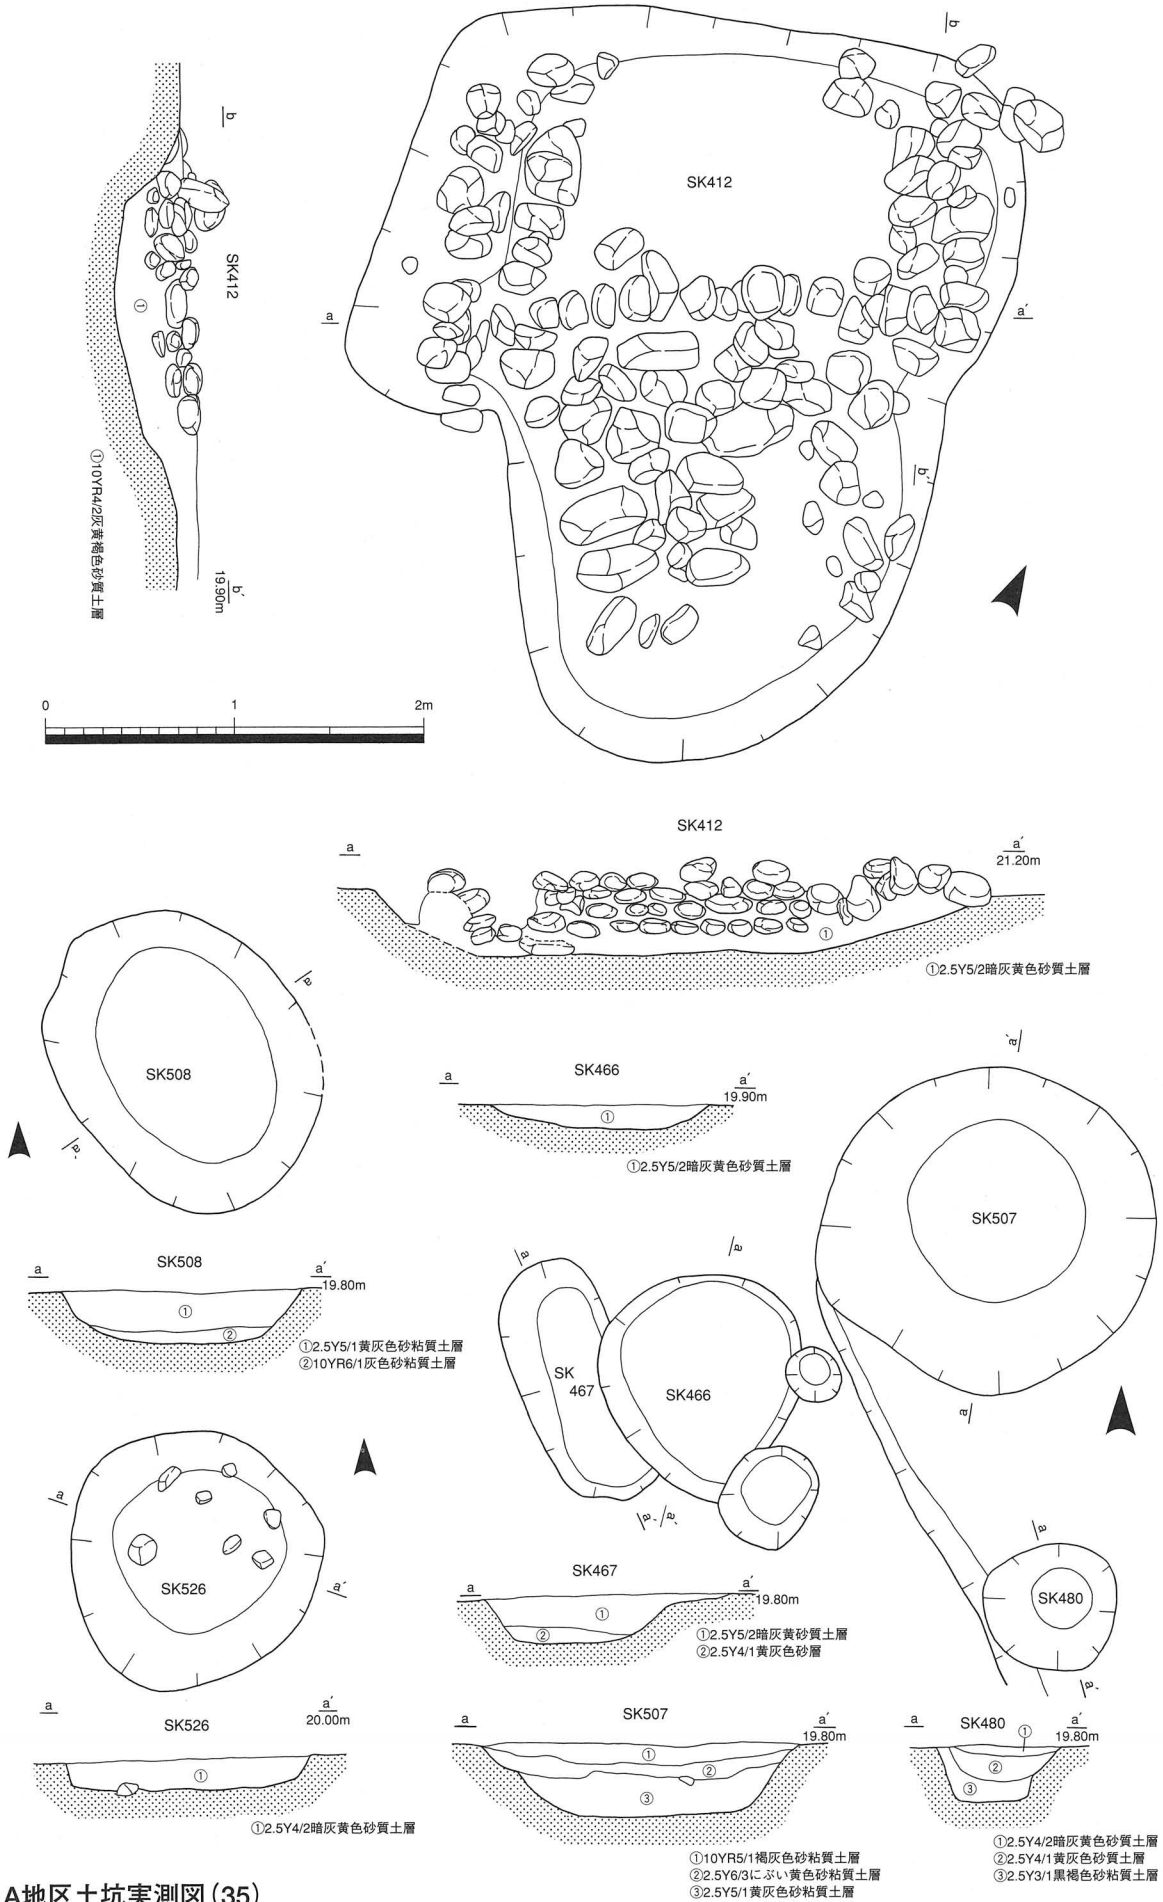 b
b
SK412
SK412
①
a
a′
b′
①10YR4/2灰黄褐色砂質土層
b′
19.90m
0 1 2m
SK412
a
a′
21.20m
①
①2.5Y5/2暗灰黄色砂質土層
a
SK508
a′
SK466
a
a′
19.90m
①
①2.5Y5/2暗灰黄色砂質土層
a′
SK507
a
SK508
a
a′
19.80m
①
②
①2.5Y5/1黄灰色砂粘質土層
②10YR6/1灰色砂粘質土層
a
a
SK
467
SK466
a′
a′
a
SK526
a′
SK467
a
a′
19.80m
①
②
①2.5Y5/2暗灰黄砂質土層
②2.5Y4/1黄灰色砂層
a
SK480
a′
SK526
a
a′
20.00m
①
①2.5Y4/2暗灰黄色砂質土層
SK507
a
a′
19.80m
①
②
③
①10YR5/1褐灰色砂粘質土層
②2.5Y6/3にぶい黄色砂粘質土層
③2.5Y5/1黄灰色砂粘質土層
SK480
a
a′
19.80m
①
②
③
①2.5Y4/2暗灰黄色砂質土層
②2.5Y4/1黄灰色砂質土層
③2.5Y3/1黒褐色砂粘質土層
A地区土坑実測図(35)